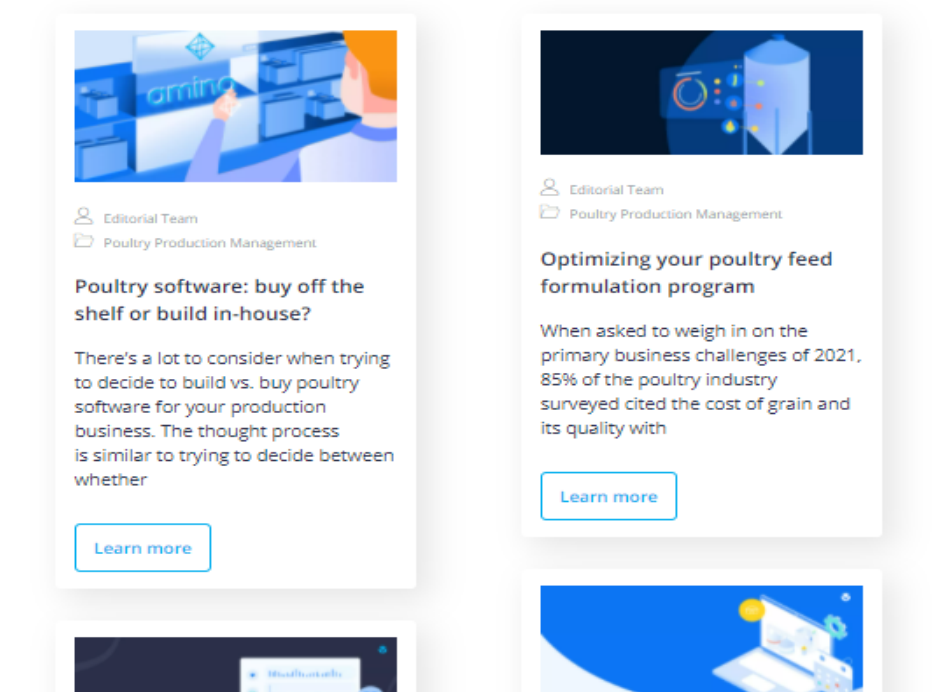 amino
Editorial Team
Poultry Production Management
Poultry software: buy off the
shelf or build in-house?
There's a lot to consider when trying
to decide to build vs. buy poultry
software for your production
business. The thought process
is similar to trying to decide between
whether
Learn more
Editorial Team
Poultry Production Management
Optimizing your poultry feed
formulation program
When asked to weigh in on the
primary business challenges of 2021,
85% of the poultry industry
surveyed cited the cost of grain and
its quality with
Learn more